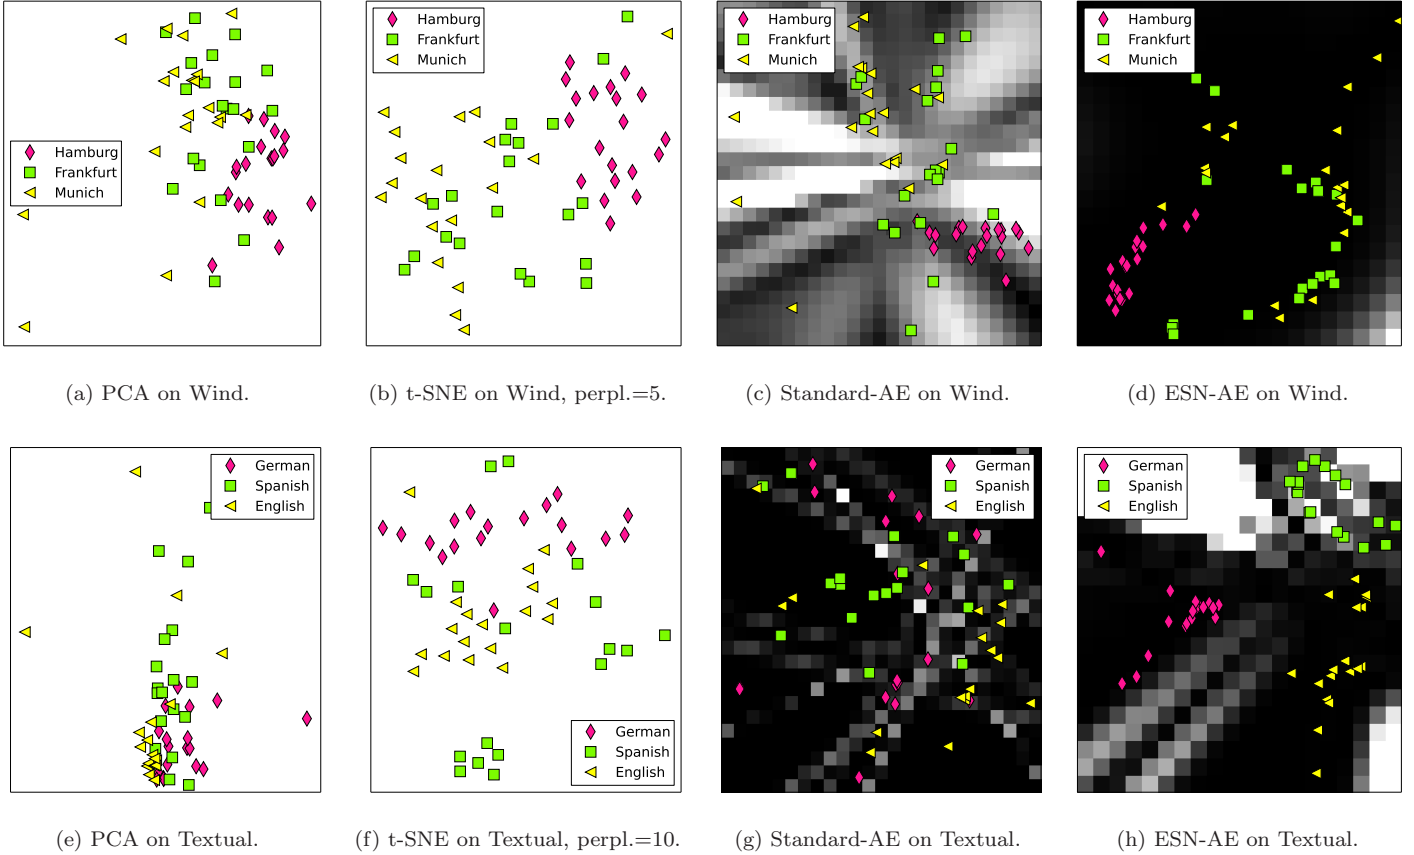 Hamburg
Frankfurt
Munich
Hamburg
Frankfurt
Munich
Hamburg
Frankfurt
Munich
Hamburg
Frankfurt
Munich
(a) PCA on Wind.
(b) t-SNE on Wind, perpl.=5.
(c) Standard-AE on Wind.
(d) ESN-AE on Wind.
German
Spanish
English
German
Spanish
English
German
Spanish
English
German
Spanish
English
(e) PCA on Textual.
(f) t-SNE on Textual, perpl.=10.
(g) Standard-AE on Textual.
(h) ESN-AE on Textual.